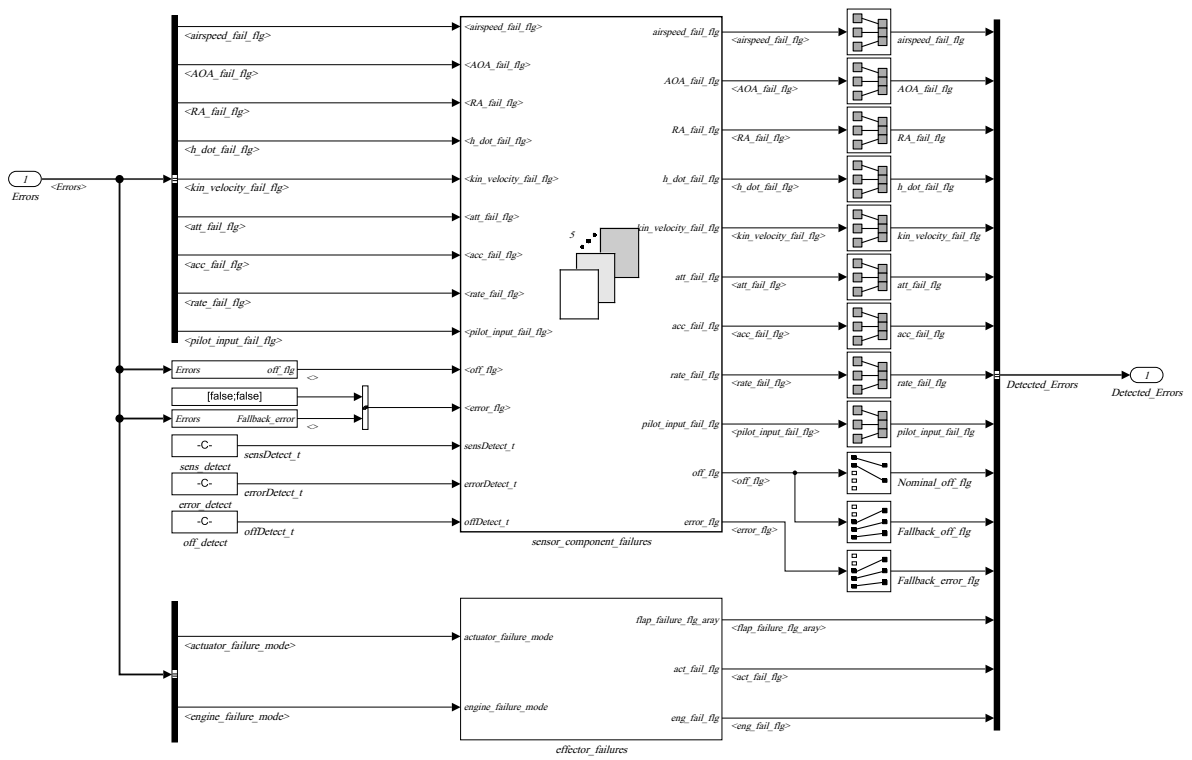 1
Errors
<Errors>
<airspeed_fail_flg>
<AOA_fail_flg>
<RA_fail_flg>
<h_dot_fail_flg>
<kin_velocity_fail_flg>
<att_fail_flg>
<acc_fail_flg>
<rate_fail_flg>
<pilot_input_fail_flg>
Errors off_flg
<>
[false;false]
Errors Fallback_error
<>
-C-
sens_detect
sensDetect_t
-C-
error_detect
errorDetect_t
-C-
off_detect
offDetect_t
<airspeed_fail_flg>
<AOA_fail_flg>
<RA_fail_flg>
<h_dot_fail_flg>
<kin_velocity_fail_flg>
<att_fail_flg>
<acc_fail_flg>
<rate_fail_flg>
<pilot_input_fail_flg>
<off_flg>
<error_flg>
sensDetect_t
errorDetect_t
offDetect_t
5
airspeed_fail_flg
AOA_fail_flg
RA_fail_flg
h_dot_fail_flg
kin_velocity_fail_flg
att_fail_flg
acc_fail_flg
rate_fail_flg
pilot_input_fail_flg
off_flg
error_flg
sensor_component_failures
<airspeed_fail_flg>
<AOA_fail_flg>
<RA_fail_flg>
<h_dot_fail_flg>
<kin_velocity_fail_flg>
<att_fail_flg>
<acc_fail_flg>
<rate_fail_flg>
<pilot_input_fail_flg>
<off_flg>
<error_flg>
airspeed_fail_flg
AOA_fail_flg
RA_fail_flg
h_dot_fail_flg
kin_velocity_fail_flg
att_fail_flg
acc_fail_flg
rate_fail_flg
pilot_input_fail_flg
Nominal_off_flg
Fallback_off_flg
Fallback_error_flg
Detected_Errors
1
Detected_Errors
<actuator_failure_mode>
<engine_failure_mode>
actuator_failure_mode
engine_failure_mode
flap_failure_flg_aray
act_fail_flg
eng_fail_flg
effector_failures
<flap_failure_flg_aray>
<act_fail_flg>
<eng_fail_flg>